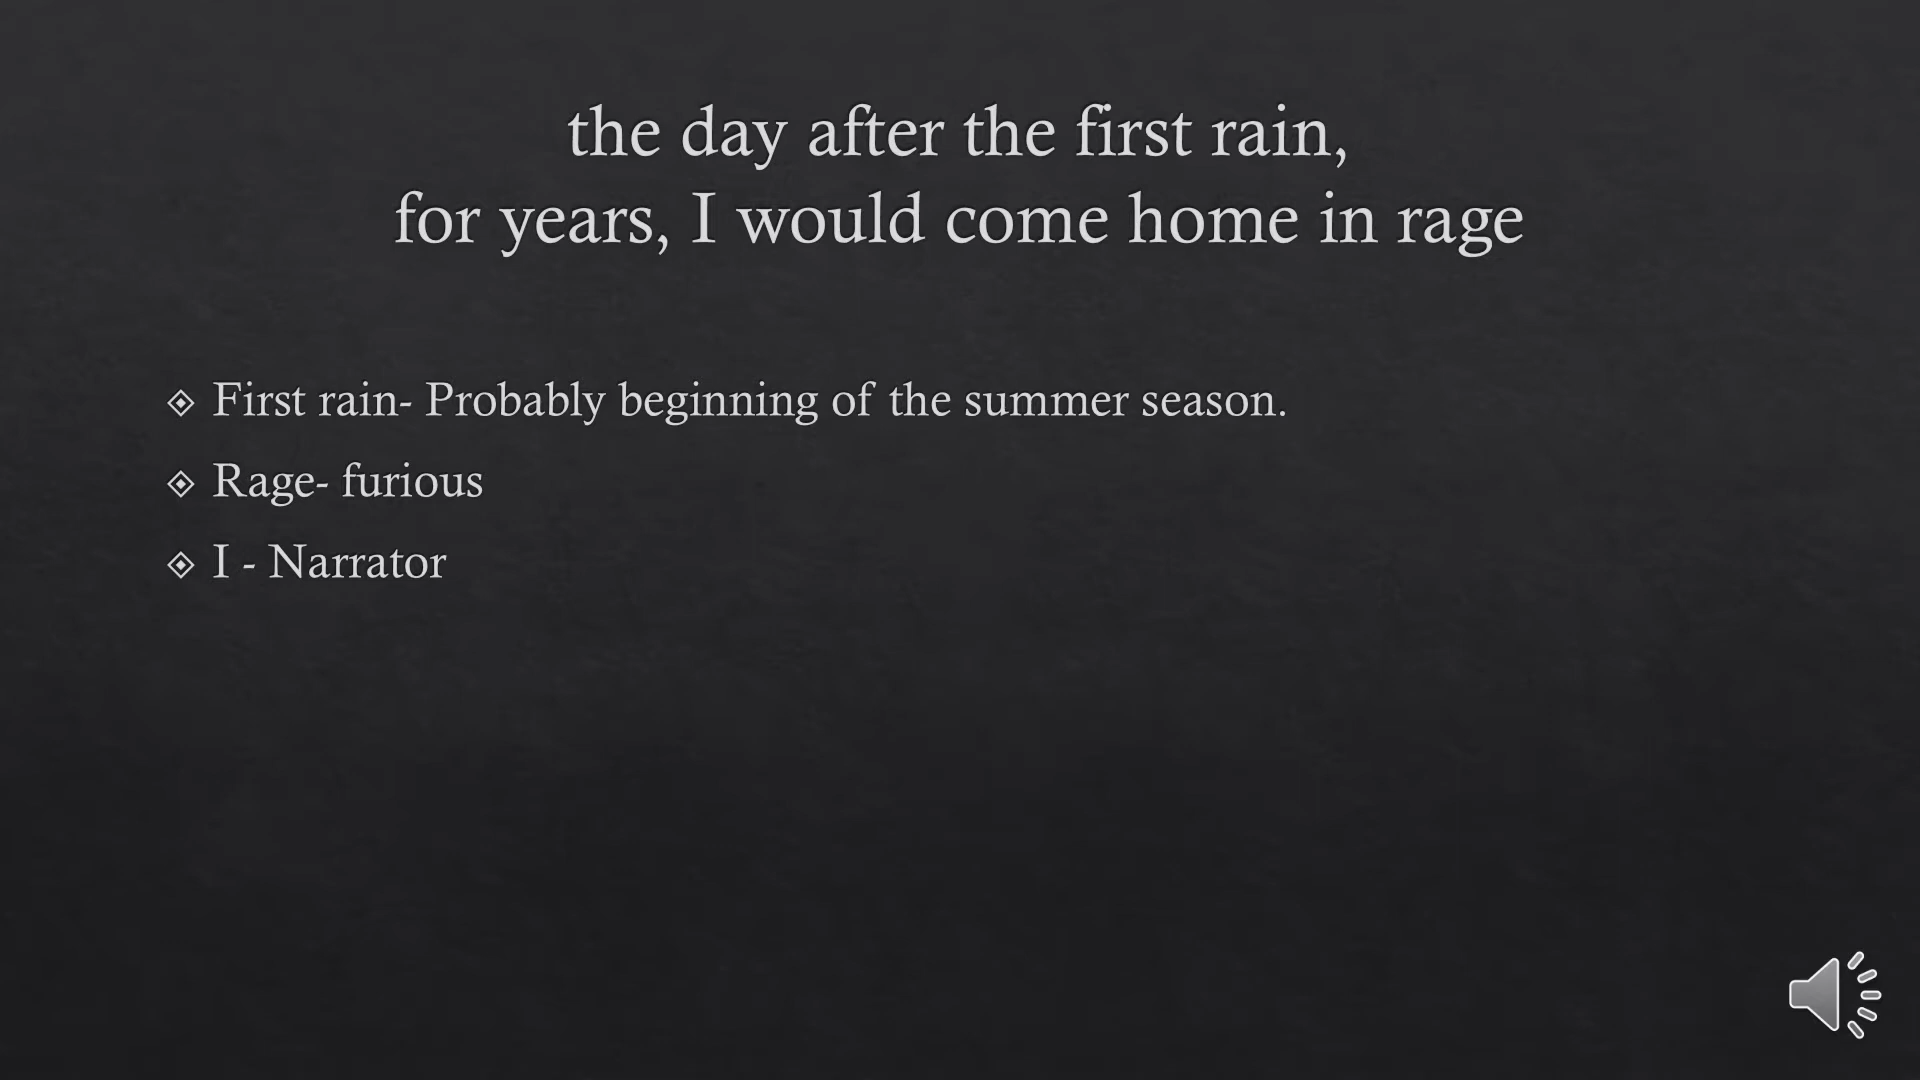 the day after the first rain,
for years, I would come home in rage
First rain- Probably beginning of the summer season.
Rage- furious
I - Narrator